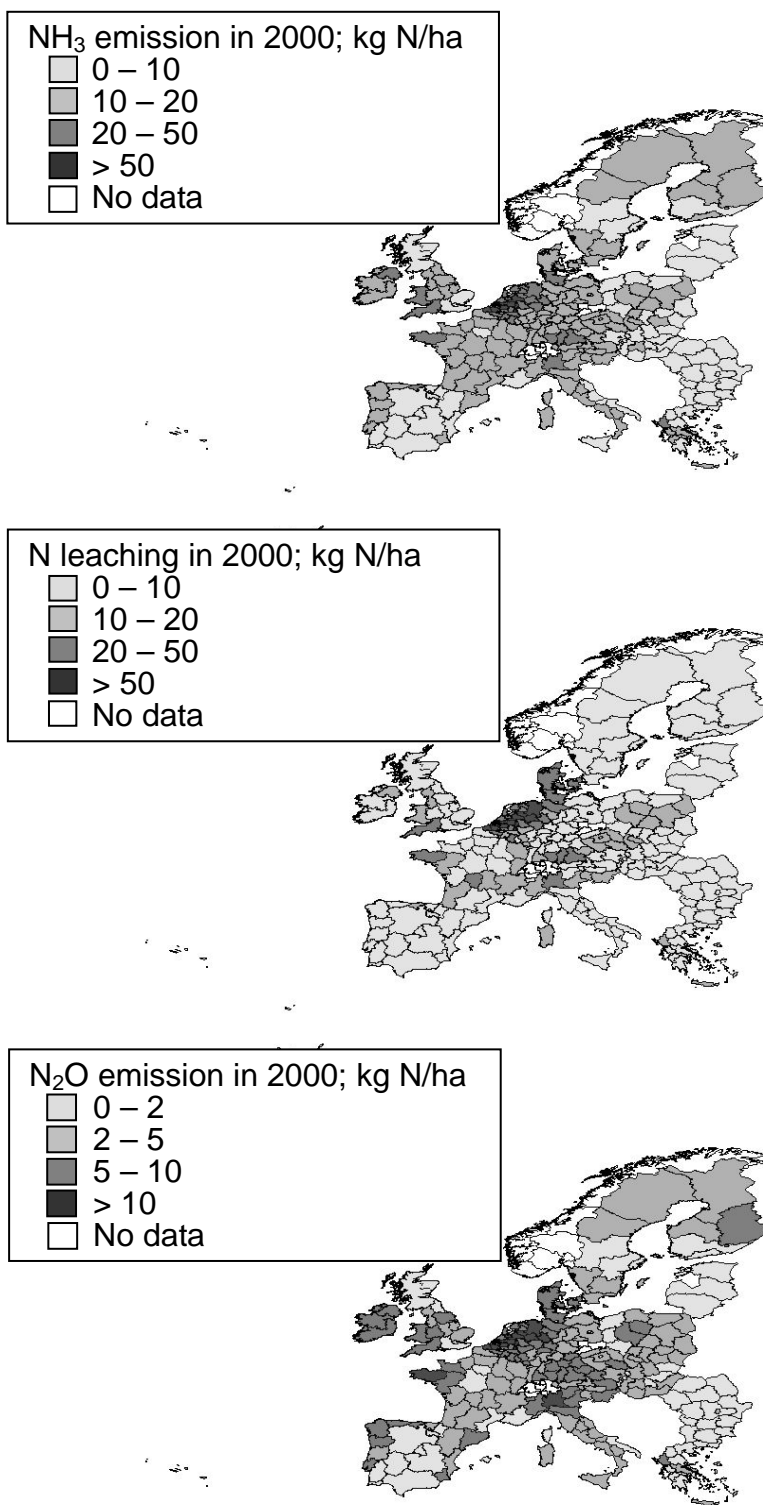 NH₃ emission in 2000; kg N/ha
0 – 10
10 – 20
20 – 50
> 50
No data
N leaching in 2000; kg N/ha
0 – 10
10 – 20
20 – 50
> 50
No data
N₂O emission in 2000; kg N/ha
0 – 2
2 – 5
5 – 10
> 10
No data